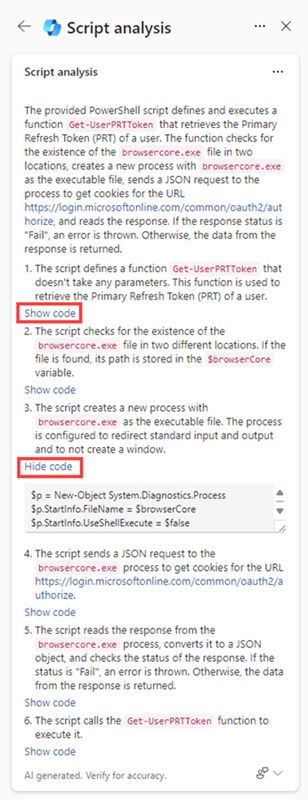 Script analysis
Script analysis
The provided PowerShell script defines and executes a
function Get-UserPRTToken that retrieves the Primary
Refresh Token (PRT) of a user. The function checks for
the existence of the browsercore.exe file in two
locations, creates a new process with browsercore.exe
as the executable file, sends a JSON request to the
process to get cookies for the URL
https://login.microsoftonline.com/common/oauth2/a
uthorize, and reads the response. If the response status is
"Fail", an error is thrown. Otherwise, the data from the
response is returned.
1. The script defines a function Get-UserPRTToken that
doesn't take any parameters. This function is used to
retrieve the Primary Refresh Token (PRT) of a user.
Show code
2. The script checks for the existence of the
browsercore.exe file in two different locations. If the
file is found, its path is stored in the $browserCore
variable.
Show code
3. The script creates a new process with
browsercore.exe as the executable file. The process
is configured to redirect standard input and output
and to not create a window.
Hide code
$p = New-Object System.Diagnostics.Process
$p.StartInfo.FileName = $browserCore
$p.StartInfo.UseShellExecute = $false
4. The script sends a JSON request to the
browsercore.exe process to get cookies for the URL
https://login.microsoftonline.com/common/oauth2/a
uthorize.
Show code
5. The script reads the response from the
browsercore.exe process, converts it to a JSON
object, and checks the status of the response. If the
status is "Fail", an error is thrown. Otherwise, the data
from the response is returned.
Show code
6. The script calls the Get-UserPRTToken function to
execute it.
Show code
AI generated. Verify for accuracy.